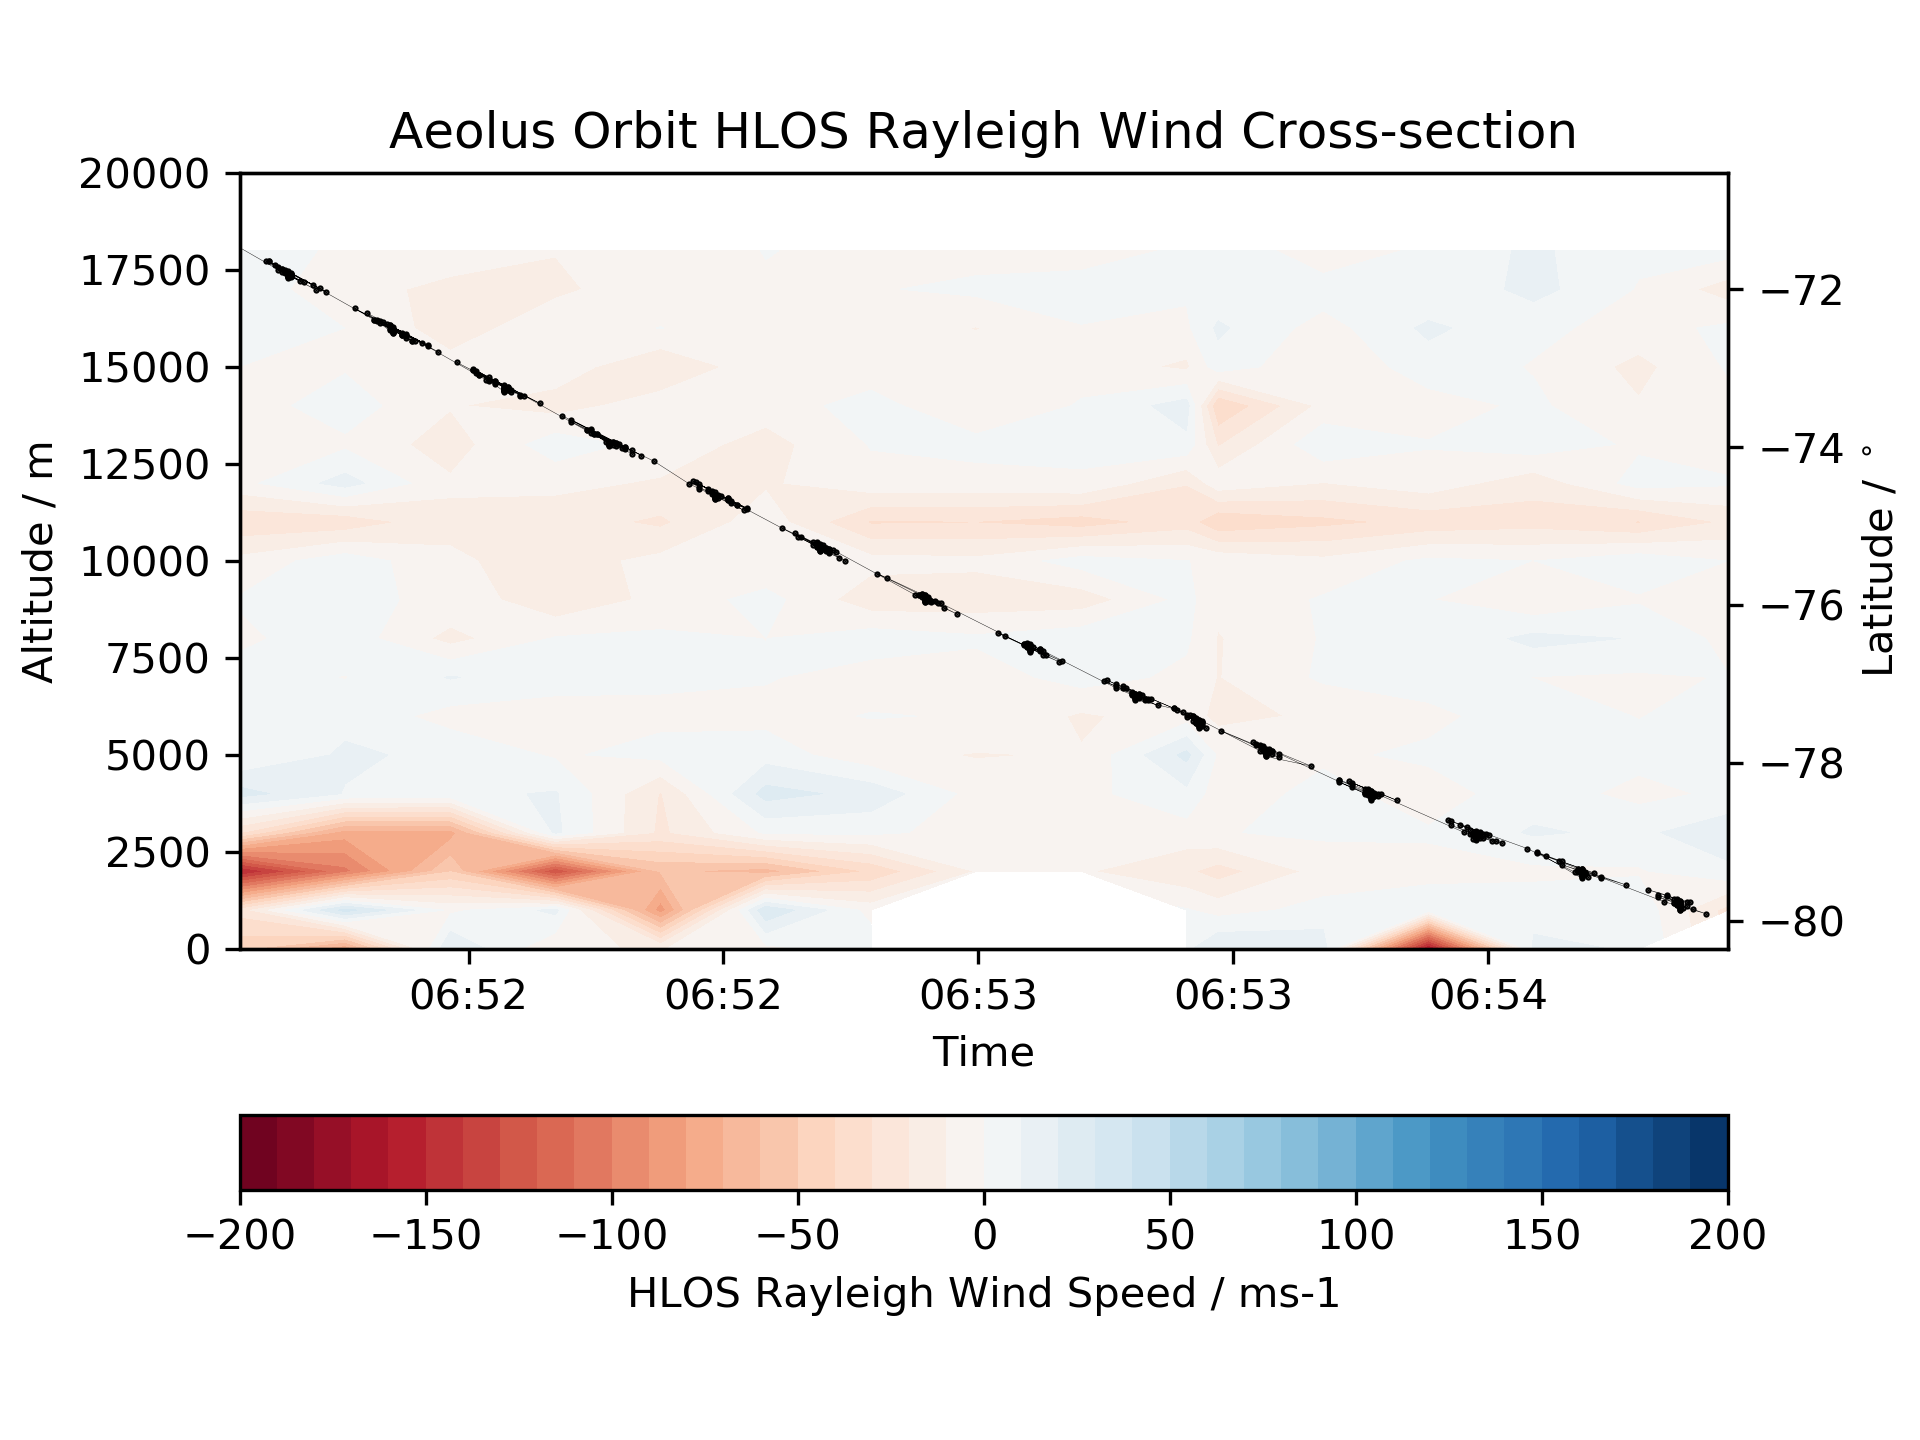 Aeolus Orbit HLOS Rayleigh Wind Cross-section
20000
17500
15000
12500
10000
7500
5000
2500
0
Altitude / m
−72
−74
−76
−78
−80
Latitude / °
06:52 06:52 06:53 06:53 06:54
Time
−200 −150 −100 −50 0 50 100 150 200
HLOS Rayleigh Wind Speed / ms-1